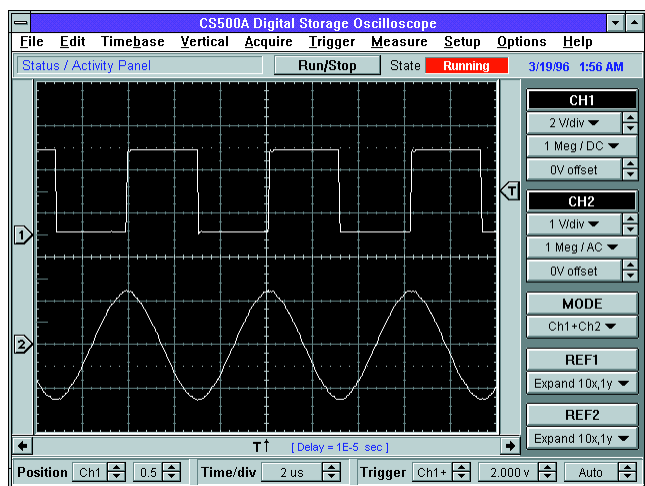 CS500A Digital Storage Oscilloscope
File Edit Timebase Vertical Acquire Trigger Measure Setup Options Help
Status / Activity Panel Run/Stop State Running 3/19/96 1:56 AM
CH1
2 V/div
1 Meg / DC
0V offset
T
CH2
1 V/div
1
1 Meg / AC
0V offset
MODE
Ch1+Ch2
2
REF1
Expand 10x,1y
REF2
Expand 10x,1y
T↑ [ Delay = 1E-5 sec ]
Position Ch1 0.5 Time/div 2 us Trigger Ch1+ 2.000 v Auto